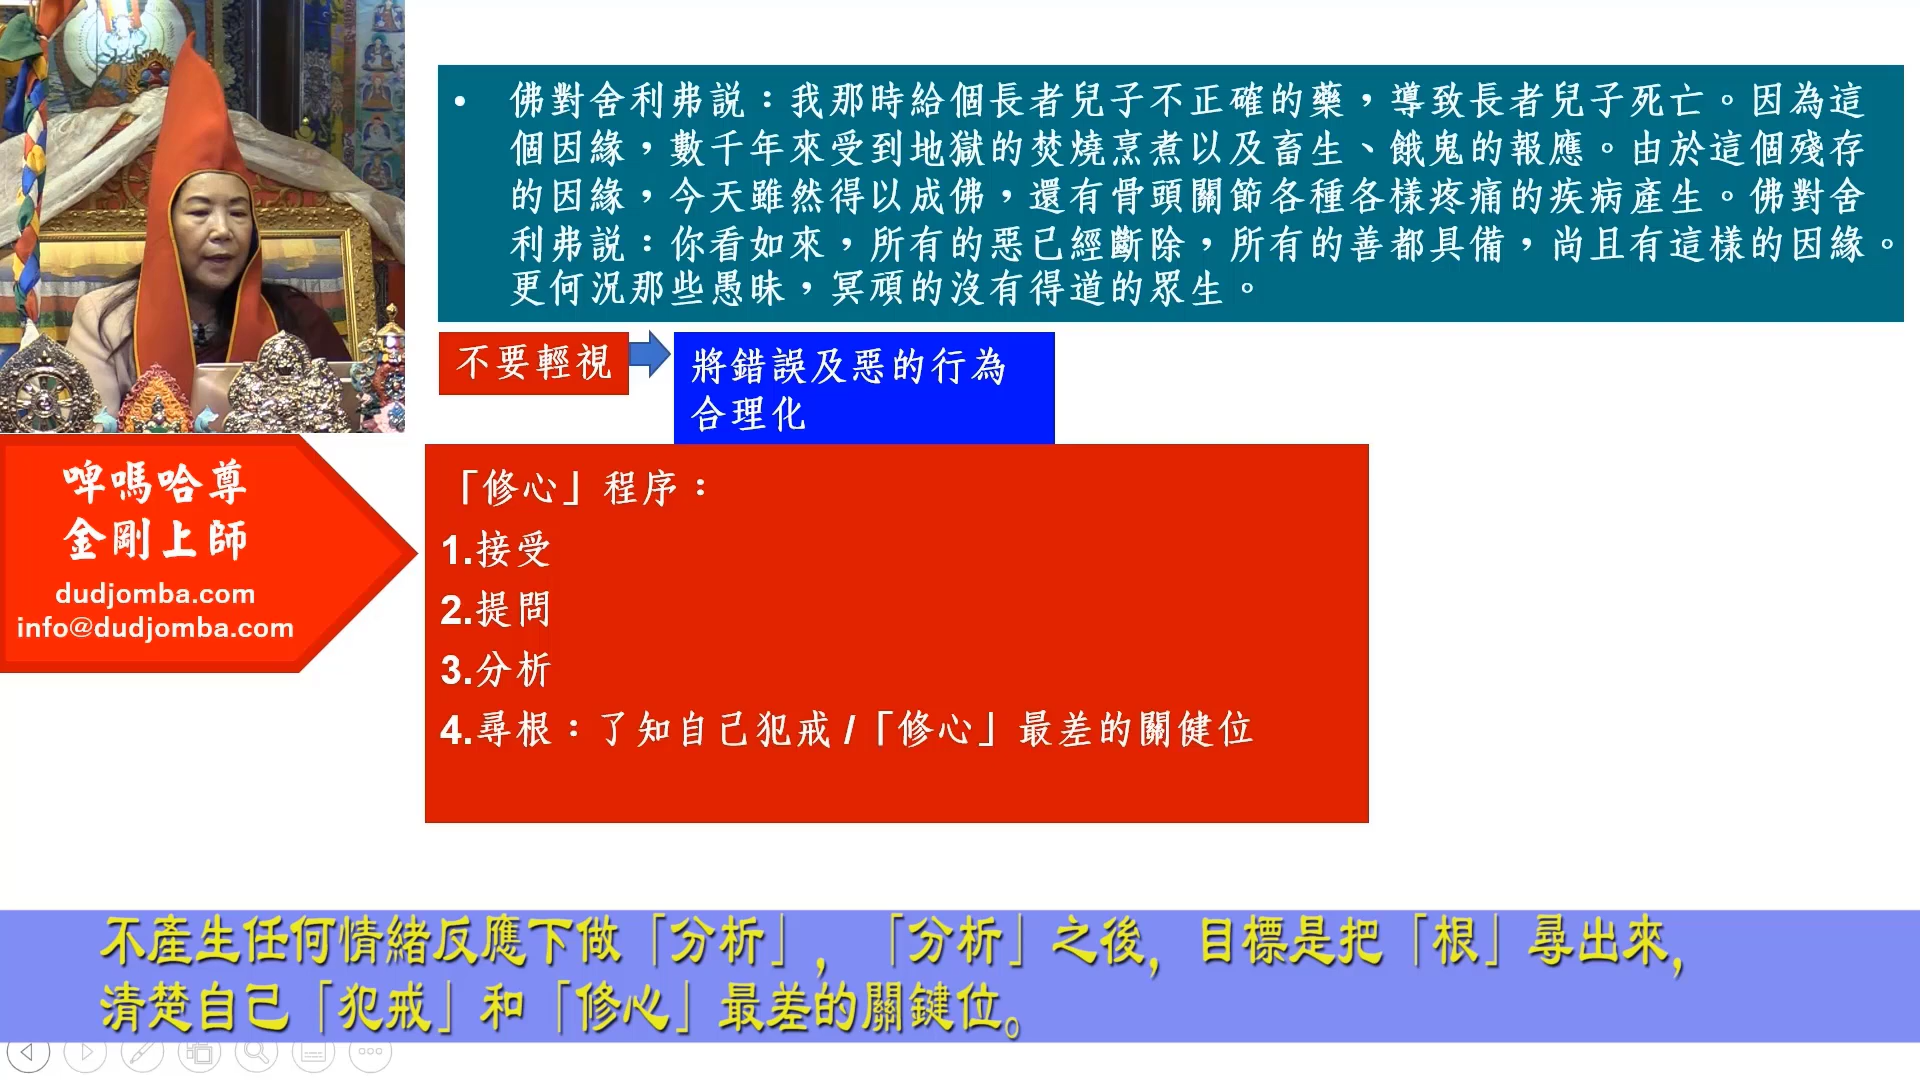 • 佛對舍利弗説：我那時給個長者兒子不正確的藥，導致長者兒子死亡。因為這
個因緣，數千年來受到地獄的焚燒烹煮以及畜生、餓鬼的報應。由於這個殘存
的因緣，今天雖然得以成佛，還有骨頭關節各種各樣疼痛的疾病產生。佛對舍
利弗説：你看如來，所有的惡已經斷除，所有的善都具備，尚且有這樣的因緣。
更何況那些愚昧，冥頑的沒有得道的眾生。
不要輕視
將錯誤及惡的行為
合理化
啤嗎哈尊
金剛上師
dudjomba.com
info@dudjomba.com
「修心」程序：
1.接受
2.提問
3.分析
4.尋根：了知自己犯戒 /「修心」最差的關健位
不產生任何情緒反應下做「分析」，「分析」之後，目標是把「根」尋出來，
清楚自己「犯戒」和「修心」最差的關鍵位。